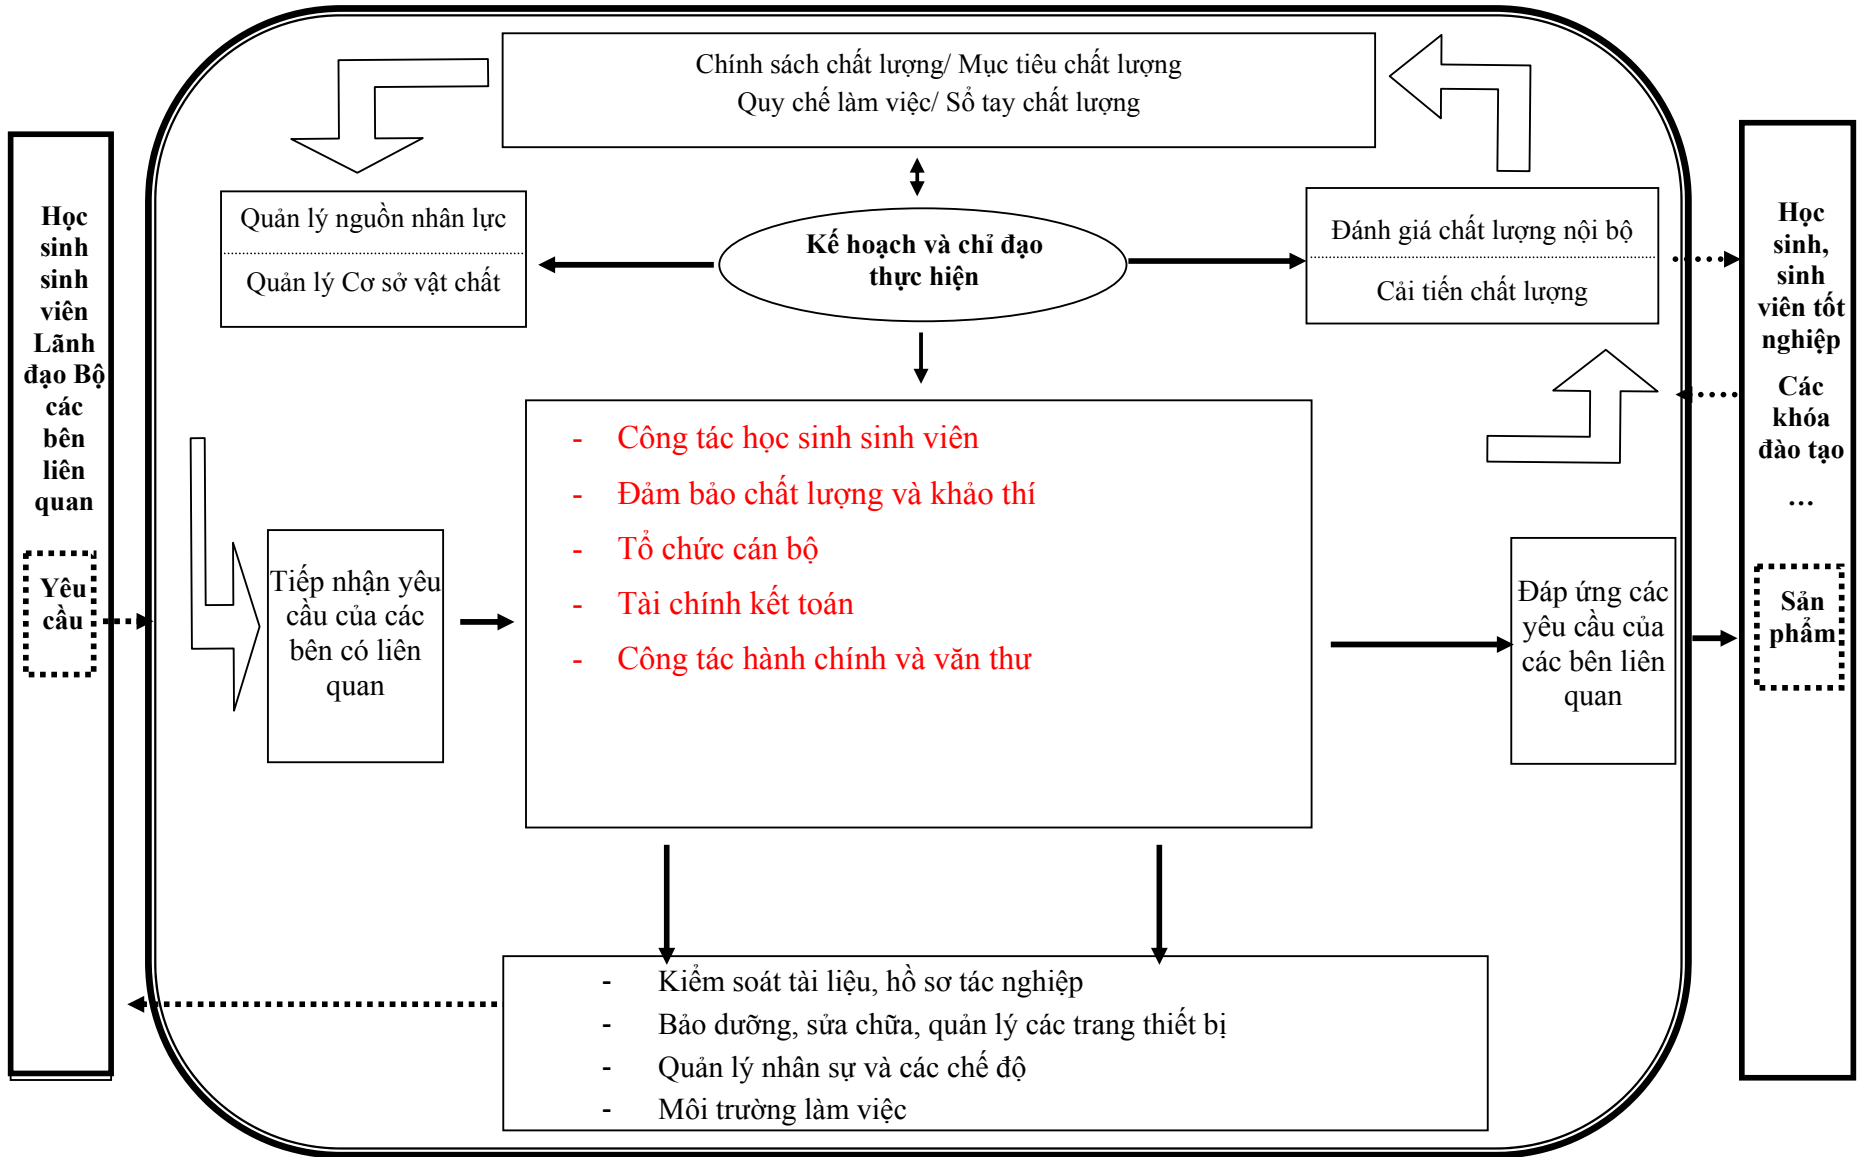 Chính sách chất lượng/ Mục tiêu chất lượng
Quy chế làm việc/ Sổ tay chất lượng
Học
sinh
sinh
viên
Lãnh
đạo Bộ
các
bên
liên
quan
Yêu
cầu
Quản lý nguồn nhân lực
Quản lý Cơ sở vật chất
Kế hoạch và chỉ đạo
thực hiện
Đánh giá chất lượng nội bộ
Cải tiến chất lượng
Tiếp nhận yêu
cầu của các
bên có liên
quan
- Công tác học sinh sinh viên
- Đảm bảo chất lượng và khảo thí
- Tổ chức cán bộ
- Tài chính kết toán
- Công tác hành chính và văn thư
Đáp ứng các
yêu cầu của
các bên liên
quan
Học
sinh,
sinh
viên tốt
nghiệp
Các
khóa
đào tạo
...
Sản
phẩm
- Kiểm soát tài liệu, hồ sơ tác nghiệp
- Bảo dưỡng, sửa chữa, quản lý các trang thiết bị
- Quản lý nhân sự và các chế độ
- Môi trường làm việc